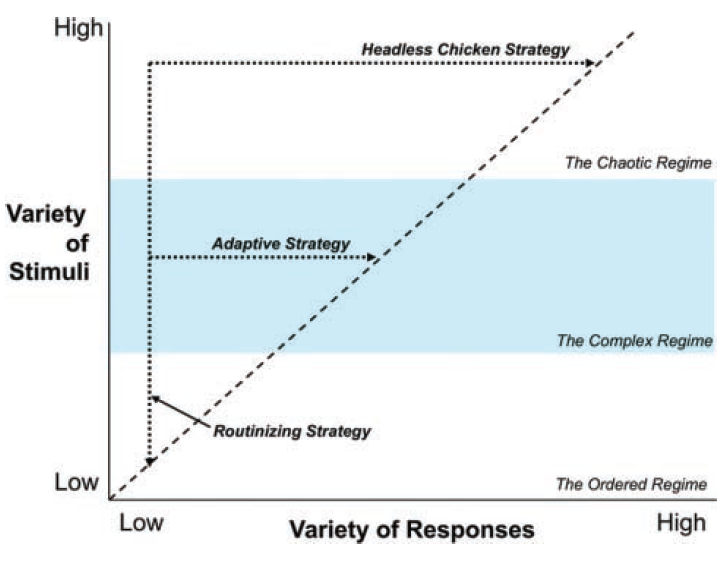 High
Headless Chicken Strategy
The Chaotic Regime
Variety
of
Stimuli
Adaptive Strategy
The Complex Regime
Routinizing Strategy
Low
The Ordered Regime
Low
Variety of Responses
High